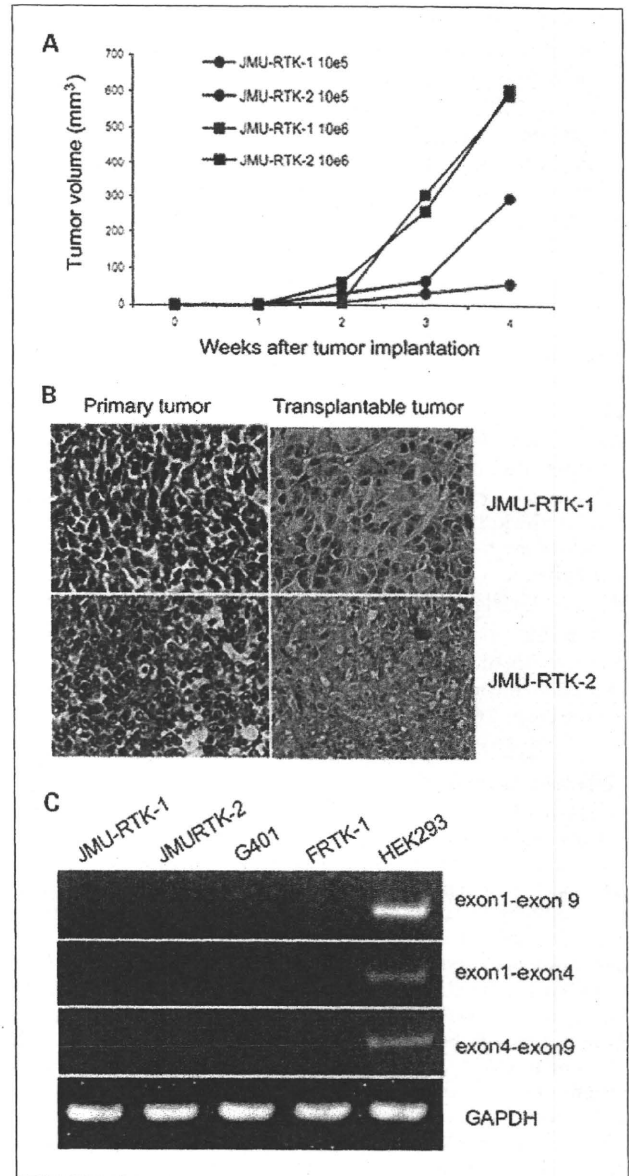 A
700
600
500
400
300
200
100
0
Tumor volume (mm3)
JMU-RTK-1 10e5
JMU-RTK-2 10e5
JMU-RTK-1 10e6
JMU-RTK-2 10e6
0 1 2 3 4
Weeks after tumor implantation
B
Primary tumor Transplantable tumor
JMU-RTK-1
JMU-RTK-2
C
JMU-RTK-1 JMURTK-2 G401 FRTK-1 HEK293
exon1-exon 9
exon1-exon4
exon4-exon9
GAPDH